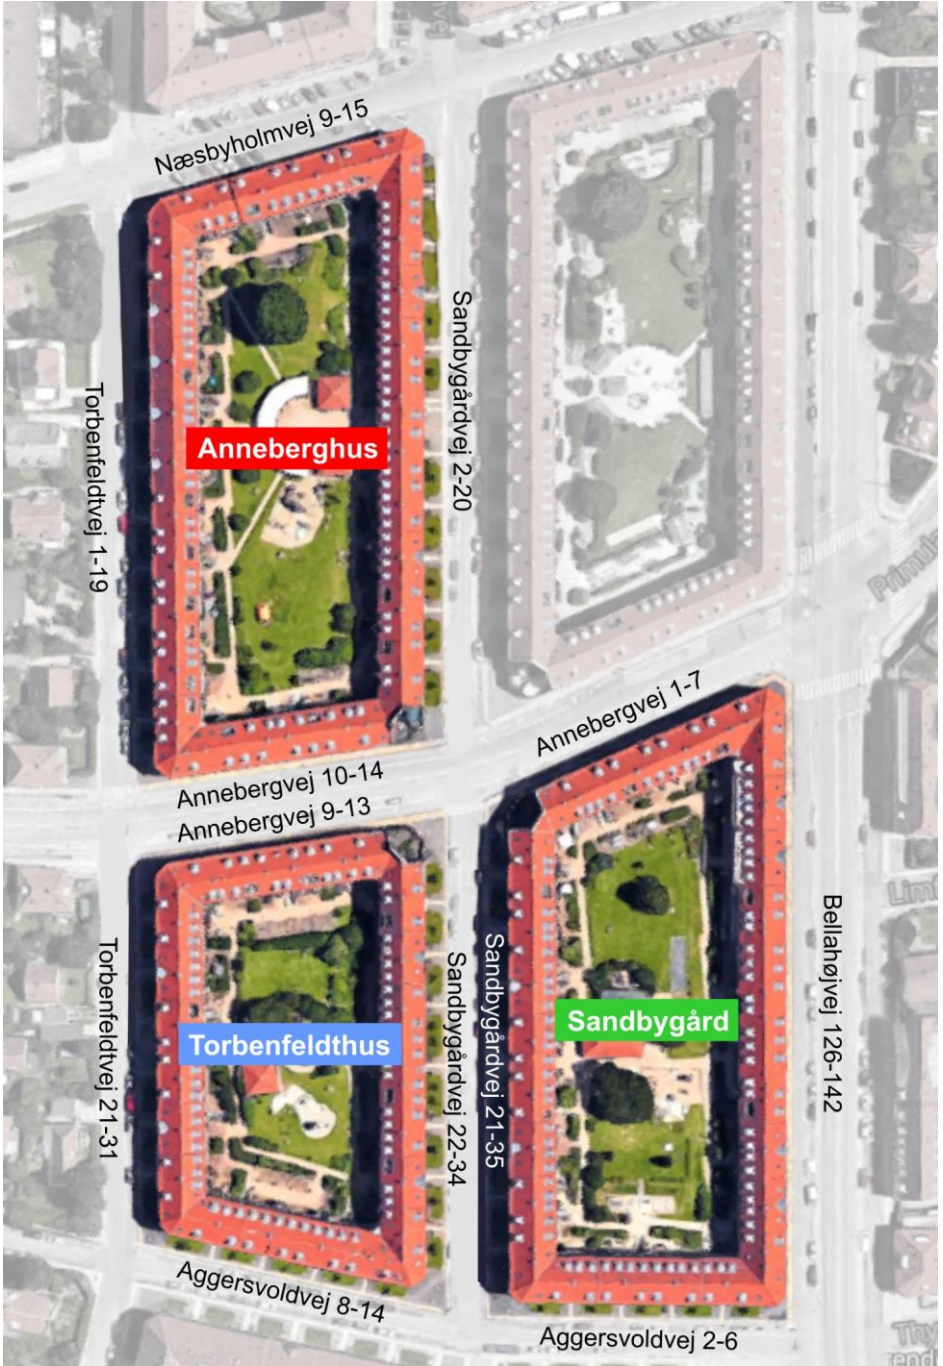 Næsbyholmvej 9-15
Sandbygårdvej 2-20
Torbenfeldtvej 1-19
Anneberghus
Annebergvej 1-7
Annebergvej 10-14
Annebergvej 9-13
Bellahøjvej 126-142
Torbenfeldtvej 21-31
Sandbygårdvej 22-34
Sandbygårdvej 21-35
Sandbygård
Torbenfeldthus
Aggersvoldvej 8-14
Aggersvoldvej 2-6